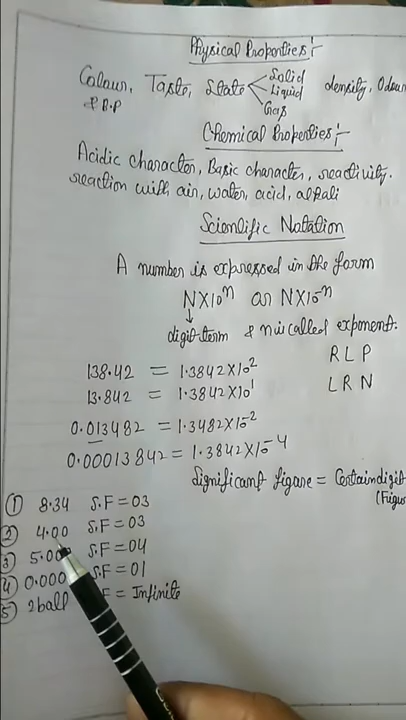 Physical Properties:-
Colour, Taste, State < Solid Liquid Gas density, Odour
& B.P
Chemical Properties:-
Acidic character, Basic character, reactivity.
reaction with air, water, acid, alkali
Scientific Notation
A number is expressed in the form
N×10ⁿ or N×10⁻ⁿ
↓
digit term & n is called exponent.
138.42 = 1.3842×10²
R L P
13.842 = 1.3842×10¹
L R N
0.013482 = 1.3482×10⁻²
0.00013842 = 1.3842×10⁻⁴
Significant figure = Certain digit
(Figu
① 8.34 S.F = 03
② 4.00 S.F = 03
③ 5.00 S.F = 04
④ 0.000 S.F = 01
⑤ 2 ball F = Infinite